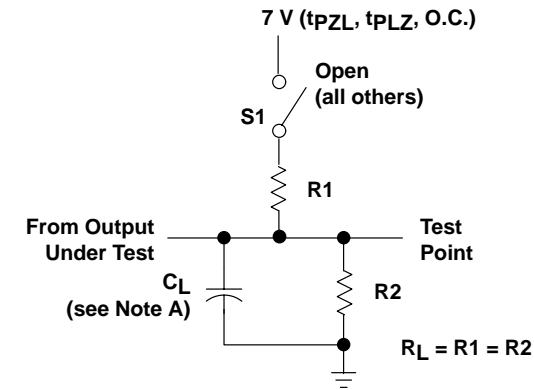 7 V (tPZL, tPLZ, O.C.)
Open
(all others)
S1
R1
From Output
Under Test
Test
Point
CL
(see Note A)
R2
RL = R1 = R2